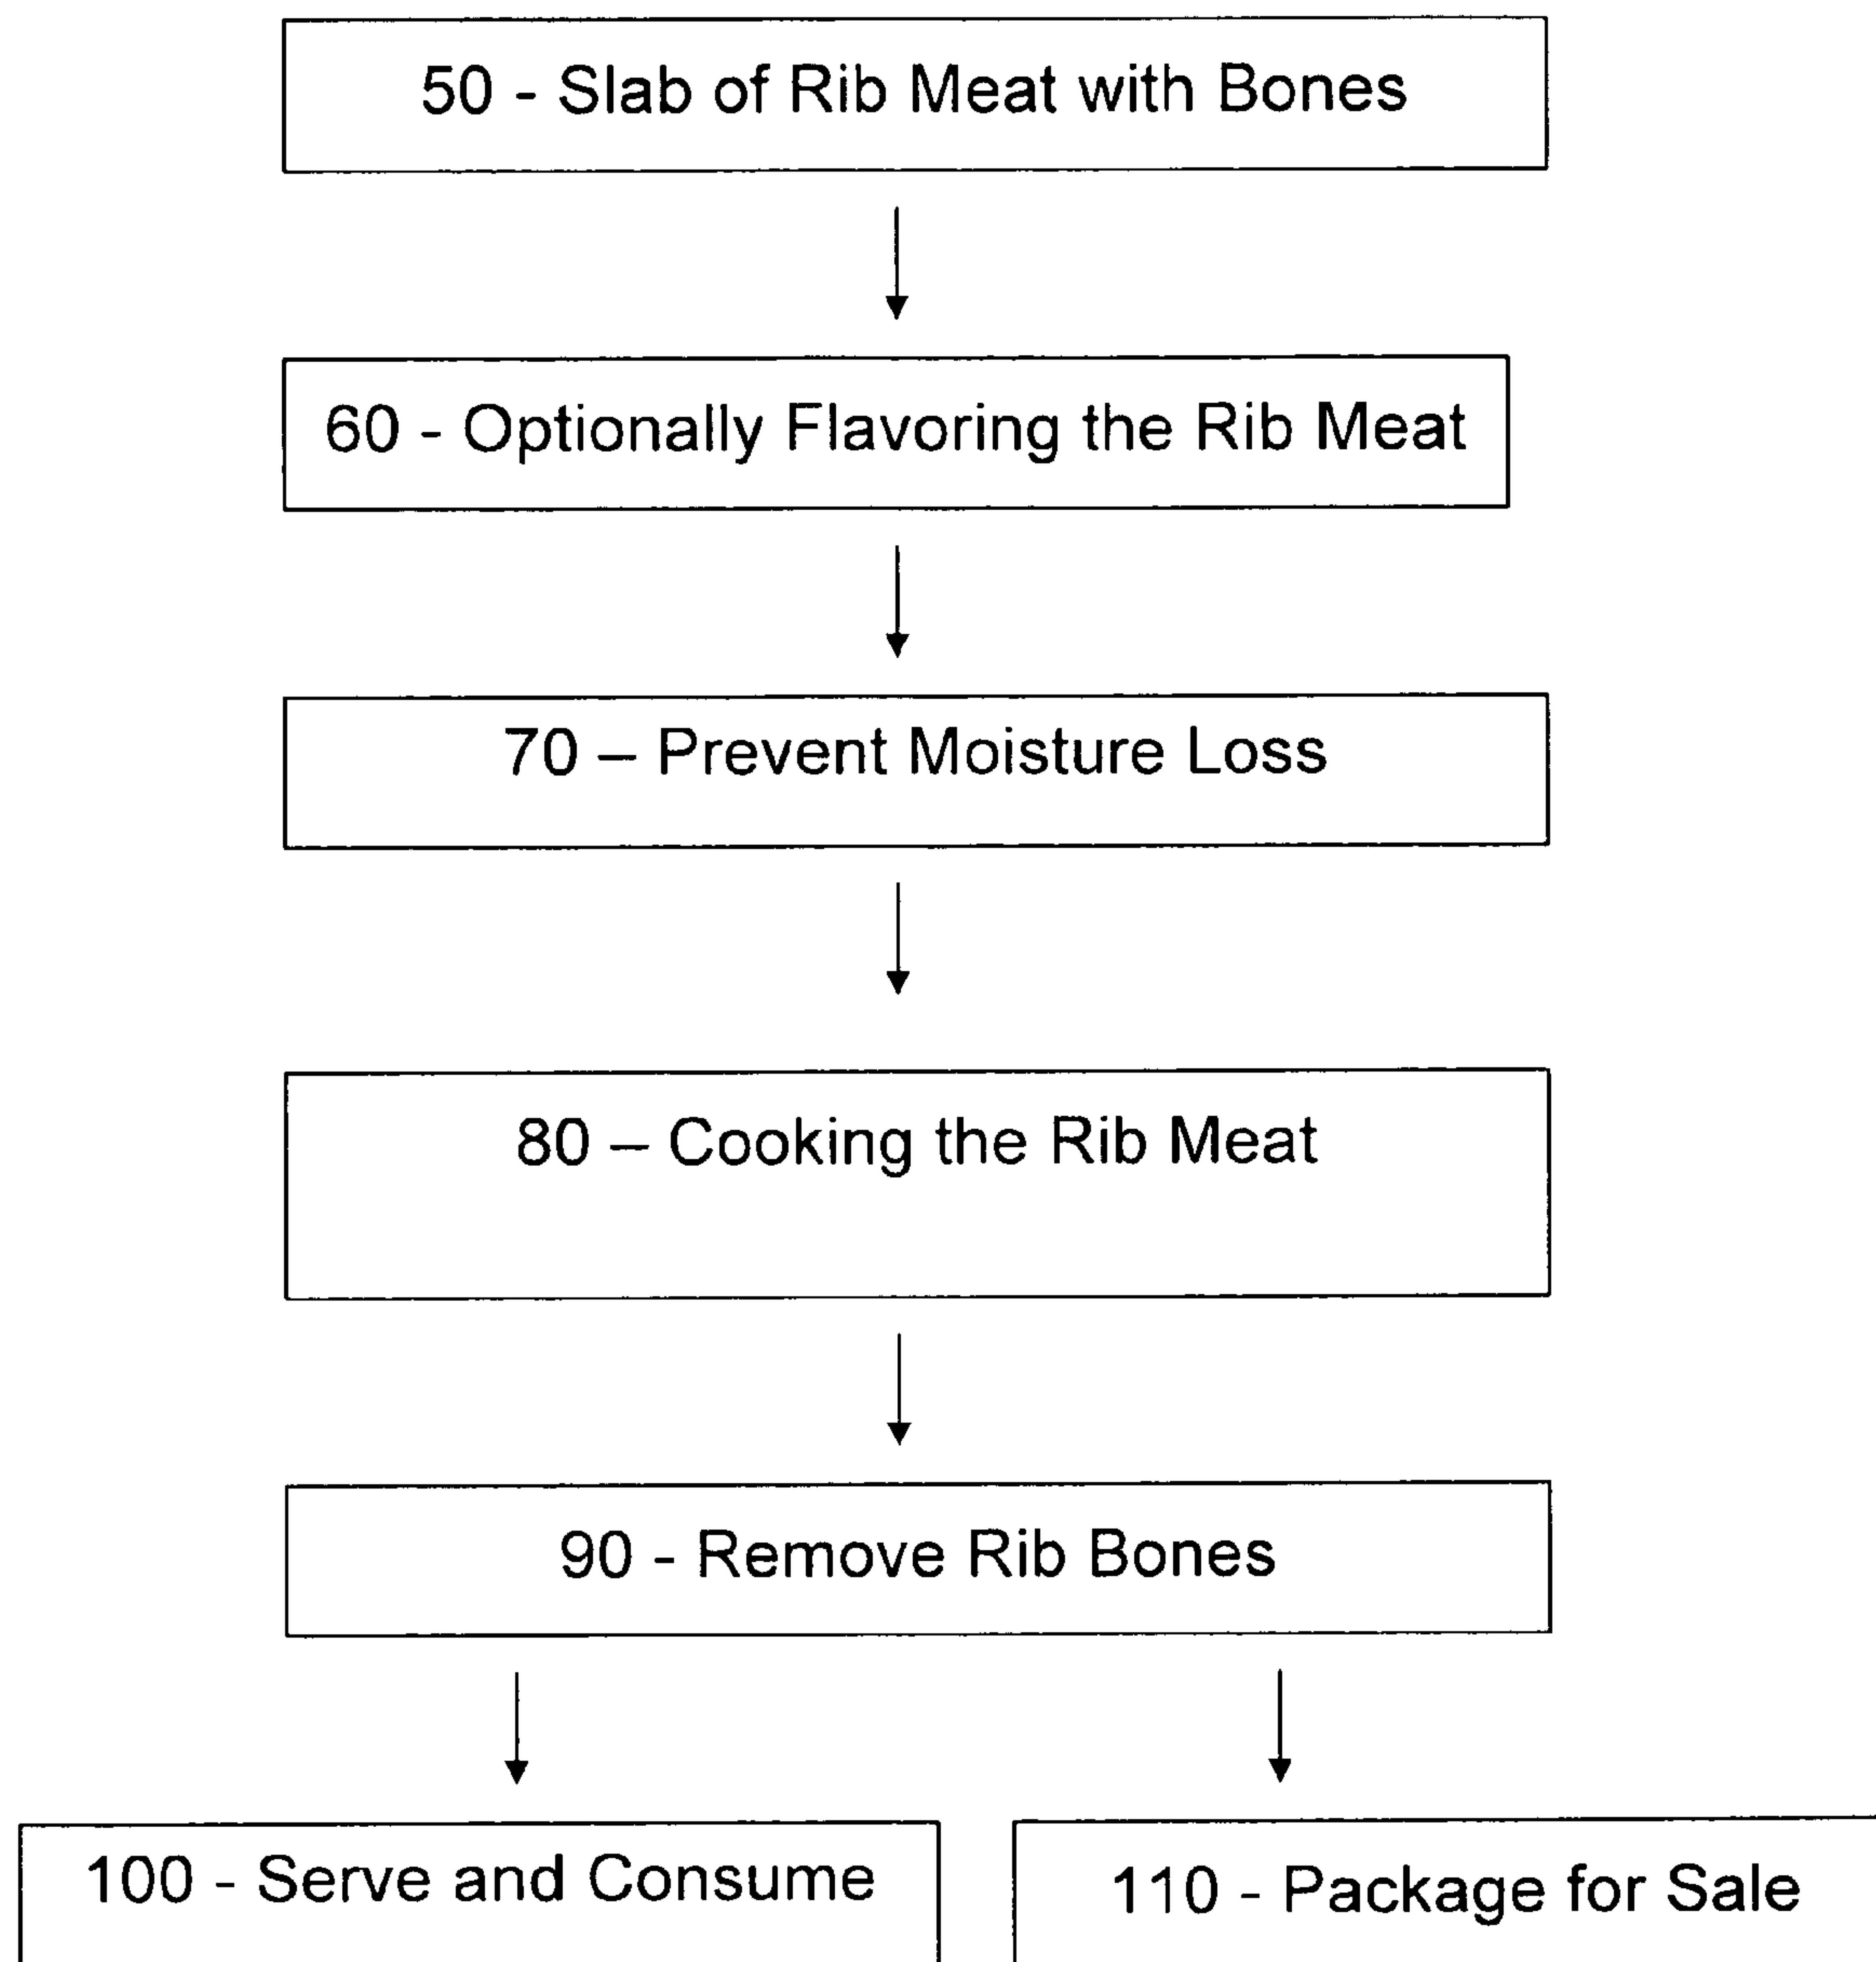 50 - Slab of Rib Meat with Bones
60 - Optionally Flavoring the Rib Meat
70 – Prevent Moisture Loss
80 – Cooking the Rib Meat
90 - Remove Rib Bones
100 - Serve and Consume
110 - Package for Sale